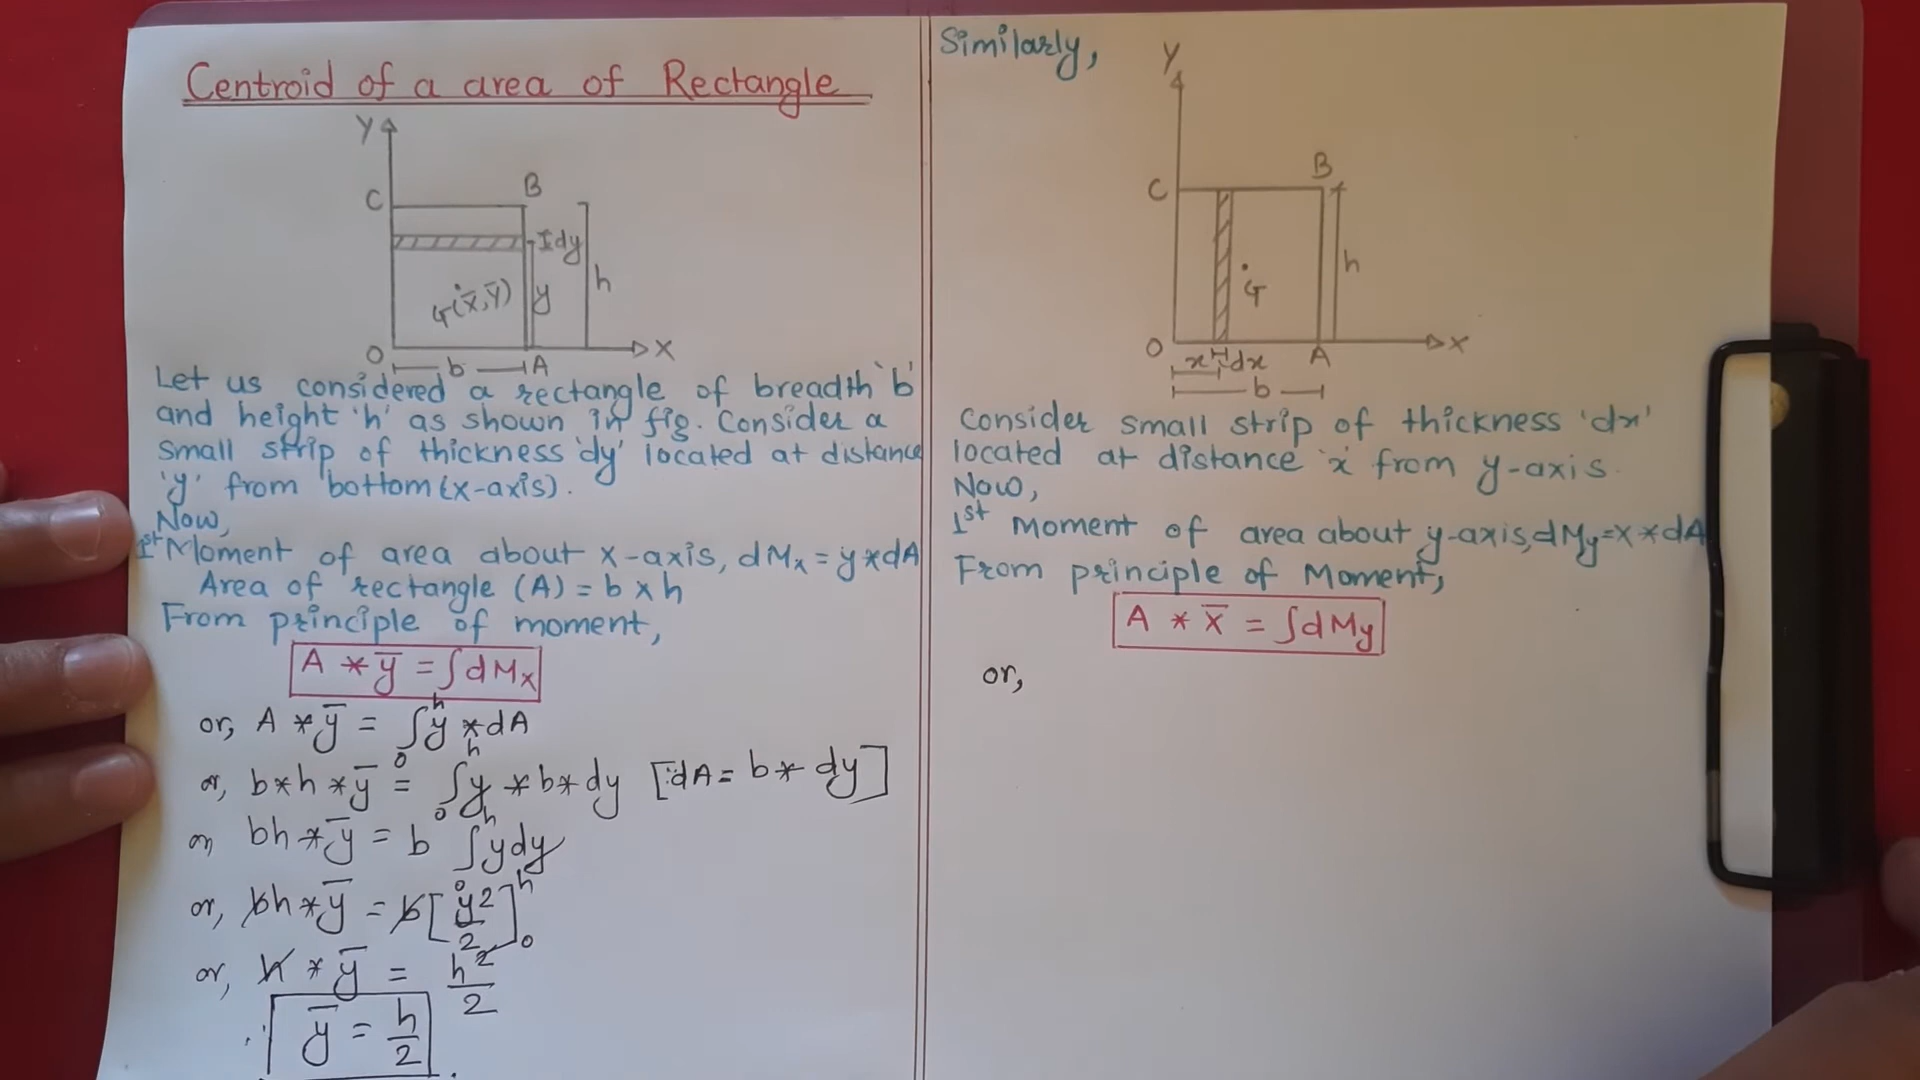 Centroid of a area of Rectangle
Y
C
B
dy
G(x̅,y̅)
y
h
O
b
A
X
Let us considered a rectangle of breadth 'b'
and height 'h' as shown in fig. Consider a
small strip of thickness 'dy' located at distance
'y' from bottom (x-axis).
Now,
1st Moment of area about x-axis, dMx = y*dA
Area of rectangle (A) = b x h
From principle of moment,
A * y̅ = ∫dMx
or, A * y̅ = ∫₀ʰ y * dA
or, b*h*y̅ = ∫₀ʰ y * b * dy [∵dA = b* dy]
or bh*y̅ = b ∫₀ʰ ydy
or, bh*y̅ = b[y²/2]₀ʰ
or, h * y̅ = h²/2
∴ y̅ = h/2
Similarly,
Y
C
B
G
h
O
x
dx
A
X
b
Consider small strip of thickness 'dx'
located at distance 'x' from y-axis.
Now,
1st moment of area about y-axis, dMy=x*dA
From principle of Moment,
A * x̅ = ∫dMy
or,